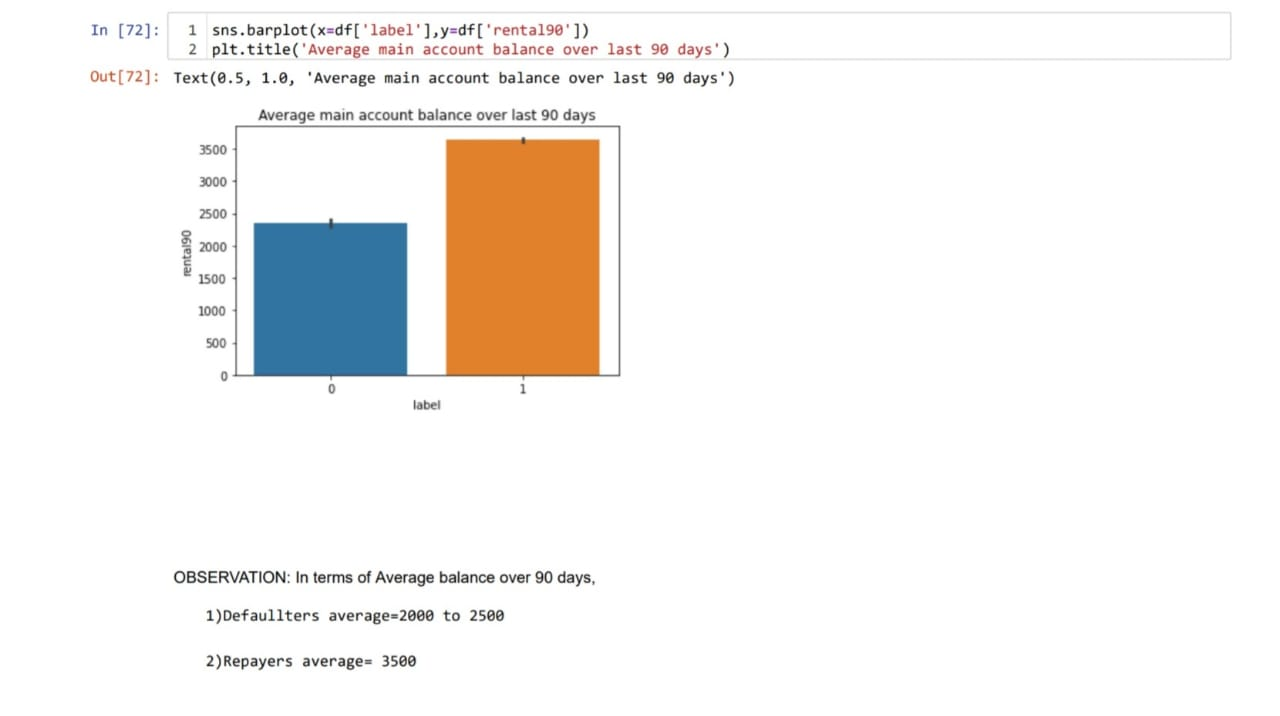 In [72]:
1 sns.barplot(x=df['label'],y=df['rental90'])
2 plt.title('Average main account balance over last 90 days')
Out[72]: Text(0.5, 1.0, 'Average main account balance over last 90 days')
Average main account balance over last 90 days
3500
3000
2500
2000
1500
1000
500
0
rental90
0 1
label
OBSERVATION: In terms of Average balance over 90 days,
1)Defaullters average=2000 to 2500
2)Repayers average= 3500